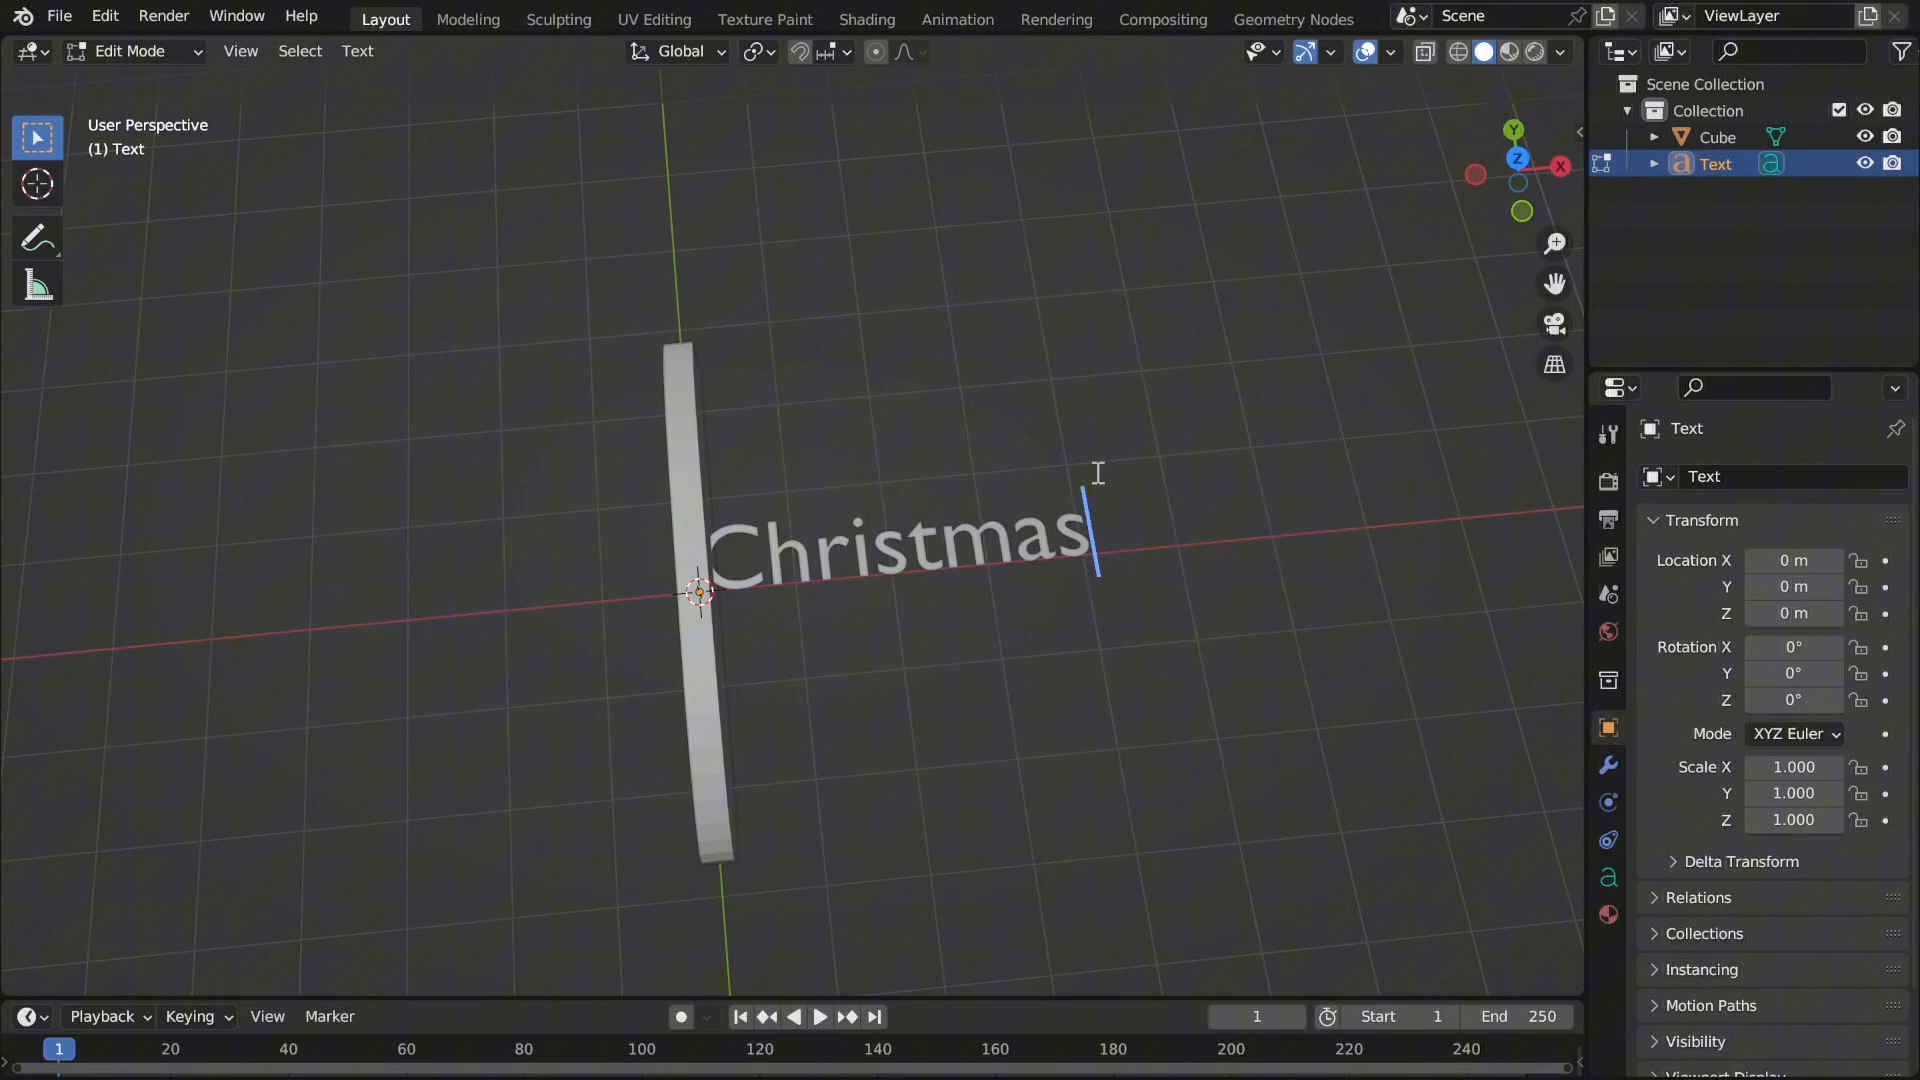 File Edit Render Window Help Layout Modeling Sculpting UV Editing Texture Paint Shading Animation Rendering Compositing Geometry Nodes Scene ViewLayer
Edit Mode View Select Text Global
Scene Collection
Collection
Cube
Text
User Perspective
(1) Text
Y
Z
X
Christmas
Text
Text
Transform
Location X 0 m
Y 0 m
Z 0 m
Rotation X 0°
Y 0°
Z 0°
Mode XYZ Euler
Scale X 1.000
Y 1.000
Z 1.000
Delta Transform
Relations
Collections
Instancing
Motion Paths
Visibility
Viewport Display
Playback Keying View Marker 1 Start 1 End 250
1 20 40 60 80 100 120 140 160 180 200 220 240